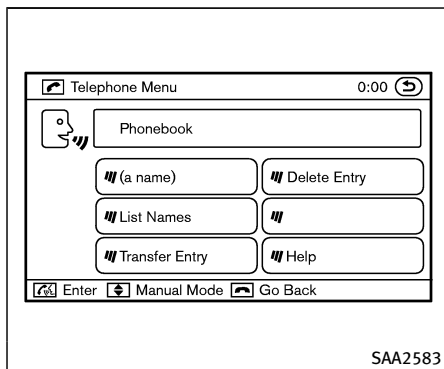 Telephone Menu 0:00
Phonebook
(a name) Delete Entry
List Names
Transfer Entry Help
Enter Manual Mode Go Back
SAA2583